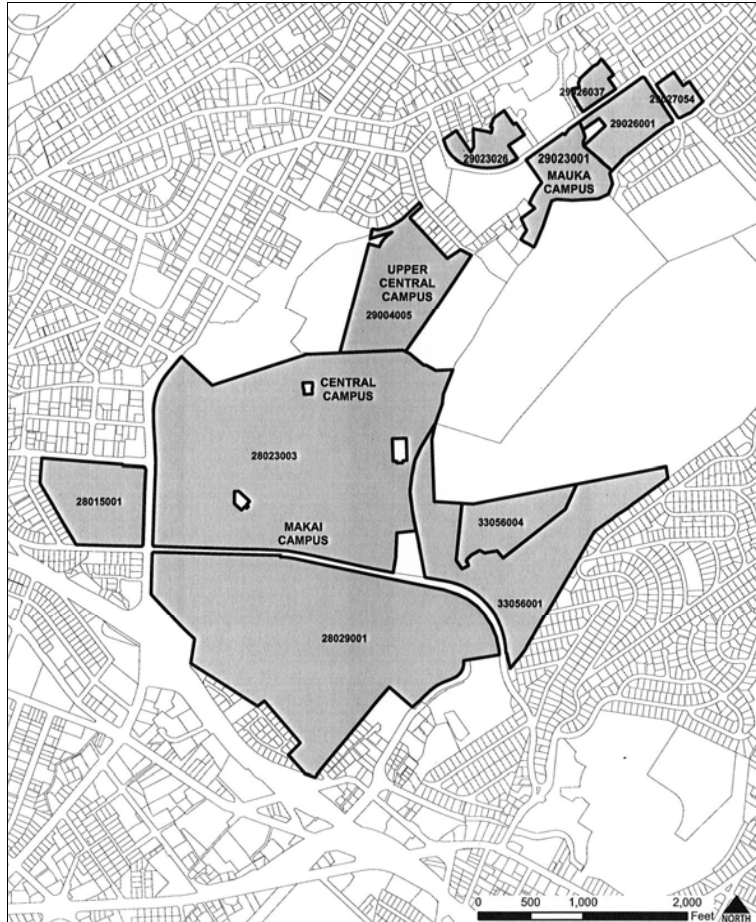 29026037
29027054
29026001
29023026
29023001
MAUKA
CAMPUS
UPPER
CENTRAL
CAMPUS
29004005
CENTRAL
CAMPUS
28023003
28015001
33056004
MAKAI
CAMPUS
33056001
28029001
0 500 1,000 2,000
Feet
NORTH